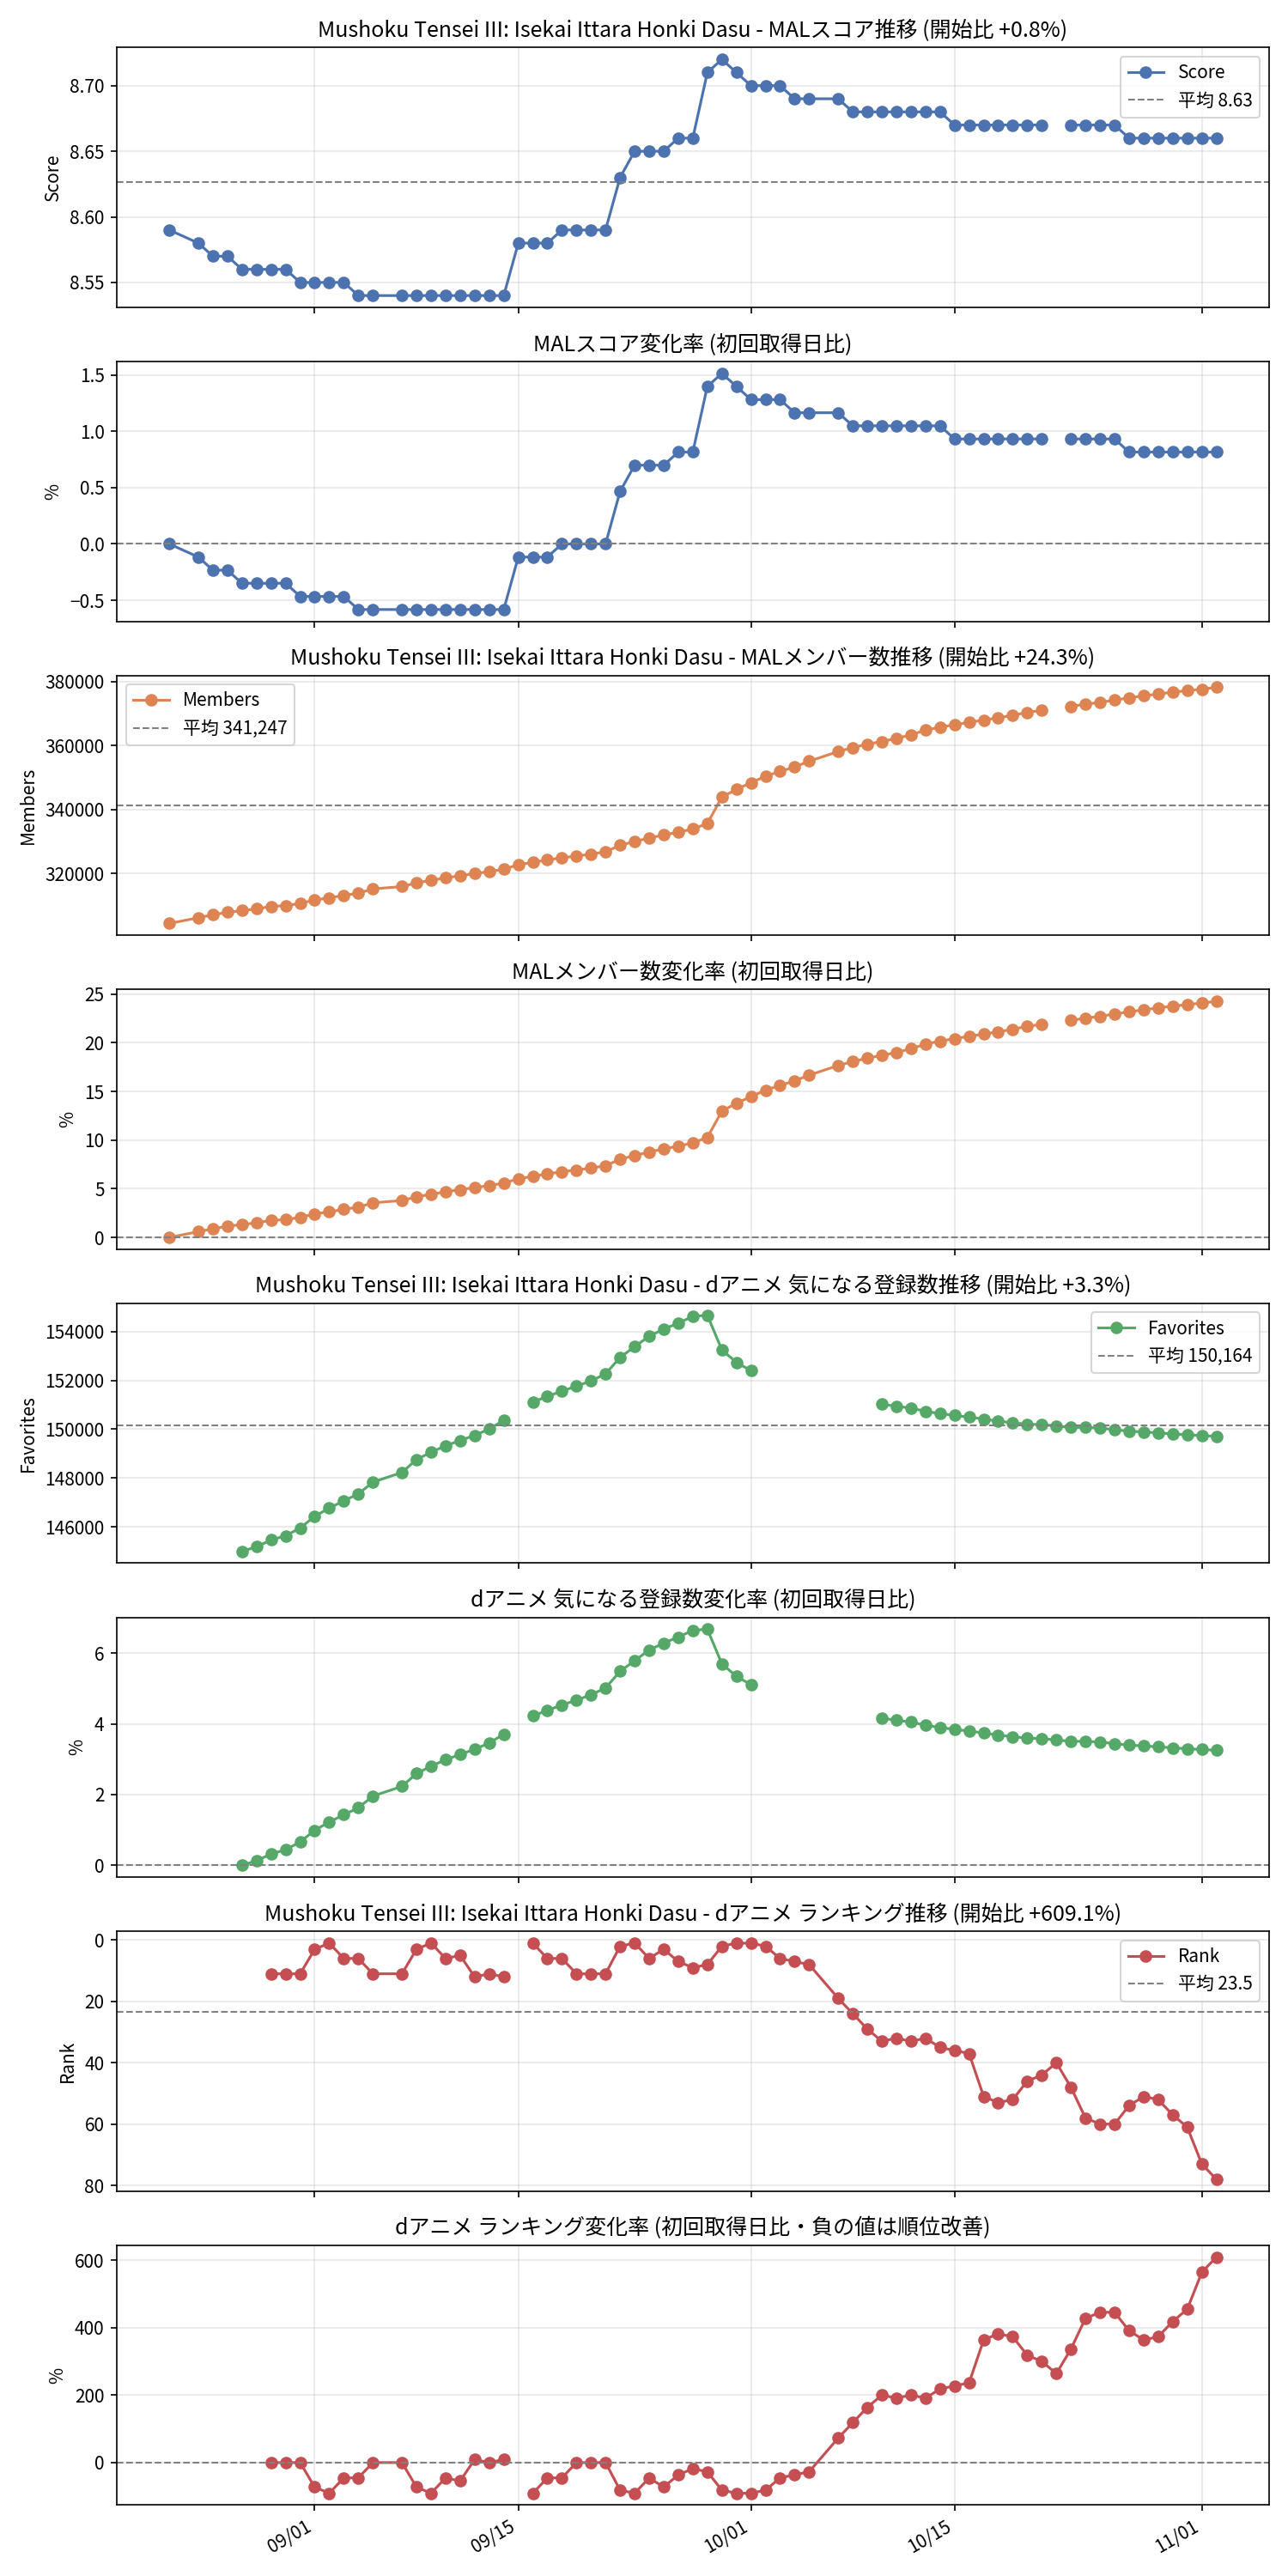 Mushoku Tensei III: Isekai Ittara Honki Dasu - MALスコア推移 (開始比 +0.8%)
Score
8.70
8.65
8.60
8.55
Score
平均 8.63
MALスコア変化率 (初回取得日比)
%
1.5
1.0
0.5
0.0
−0.5
Mushoku Tensei III: Isekai Ittara Honki Dasu - MALメンバー数推移 (開始比 +24.3%)
Members
380000
360000
340000
320000
Members
平均 341,247
MALメンバー数変化率 (初回取得日比)
%
25
20
15
10
5
0
Mushoku Tensei III: Isekai Ittara Honki Dasu - dアニメ 気になる登録数推移 (開始比 +3.3%)
Favorites
154000
152000
150000
148000
146000
Favorites
平均 150,164
dアニメ 気になる登録数変化率 (初回取得日比)
%
6
4
2
0
Mushoku Tensei III: Isekai Ittara Honki Dasu - dアニメ ランキング推移 (開始比 +609.1%)
Rank
0
20
40
60
80
Rank
平均 23.5
dアニメ ランキング変化率 (初回取得日比・負の値は順位改善)
%
600
400
200
0
09/01
09/15
10/01
10/15
11/01